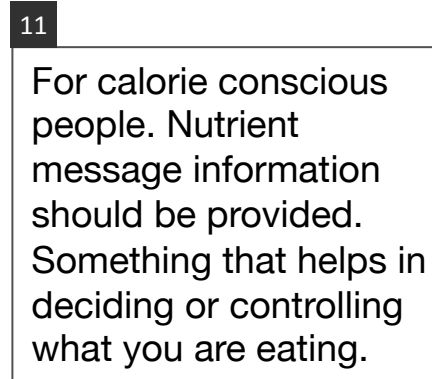 11
For calorie conscious
people. Nutrient
message information
should be provided.
Something that helps in
deciding or controlling
what you are eating.